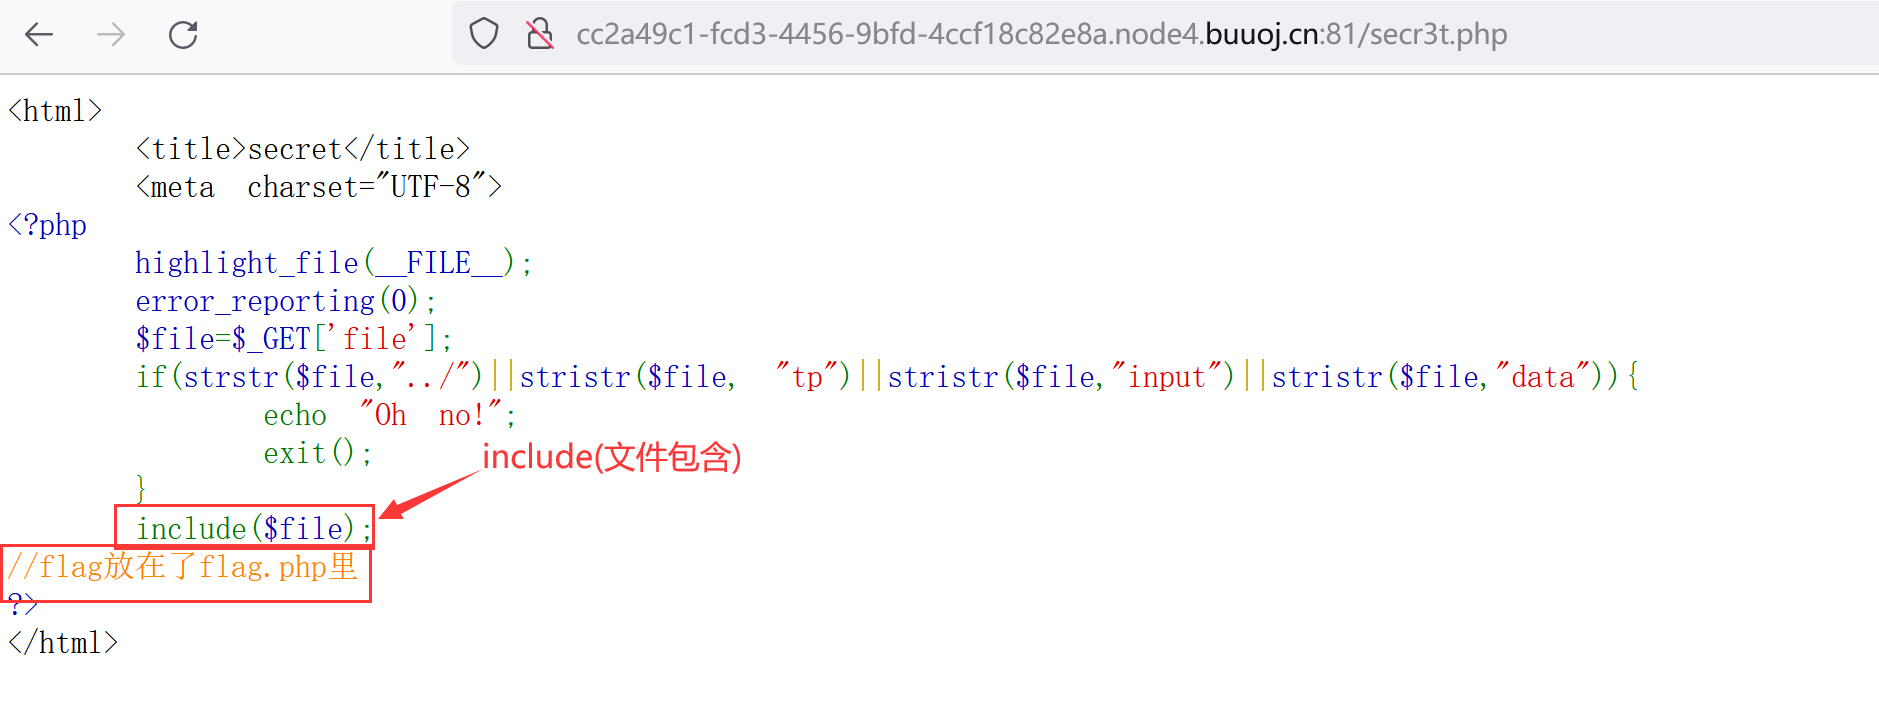 cc2a49c1-fcd3-4456-9bfd-4ccf18c82e8a.node4.buuoj.cn:81/secr3t.php
<html>
<title>secret</title>
<meta charset="UTF-8">
<?php
highlight_file(__FILE__);
error_reporting(0);
$file=$_GET['file'];
if(strstr($file,"../")||stristr($file, "tp")||stristr($file,"input")||stristr($file,"data")){
echo "Oh no!";
exit();
include(文件包含)
}
include($file);
//flag放在了flag.php里
?>
</html>